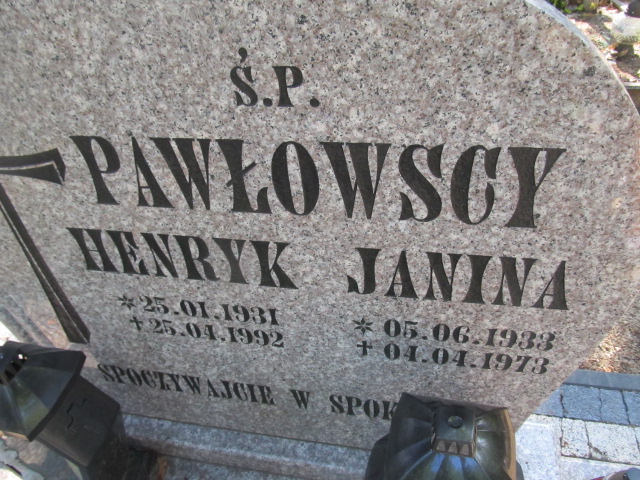 Ś.P.
PAWŁOWSCY
HENRYK JANINA
* 25.01.1931 * 05.06.1933
+ 25.04.1992 + 04.04.1973
SPOCZYWAJCIE W